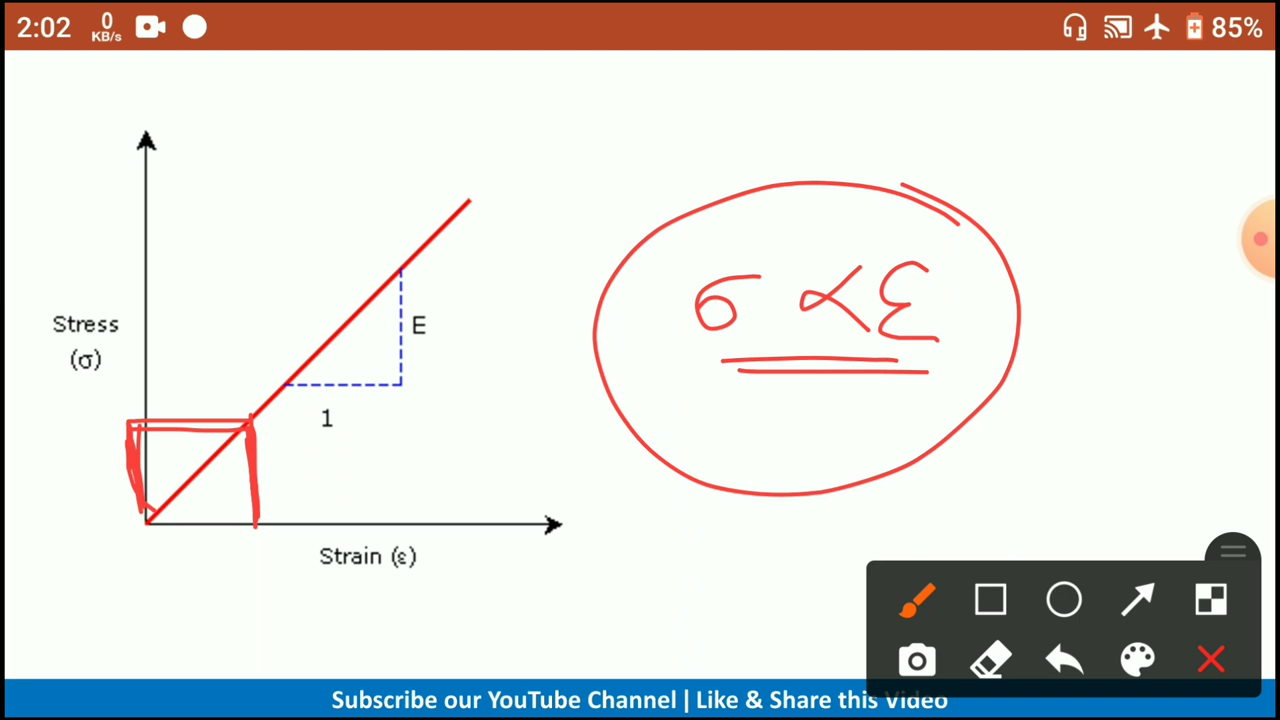 2:02 0 KB/s 85%
Stress
(σ)
E
1
Strain (ε)
σ ∝ ε
Subscribe our YouTube Channel | Like & Share this Video